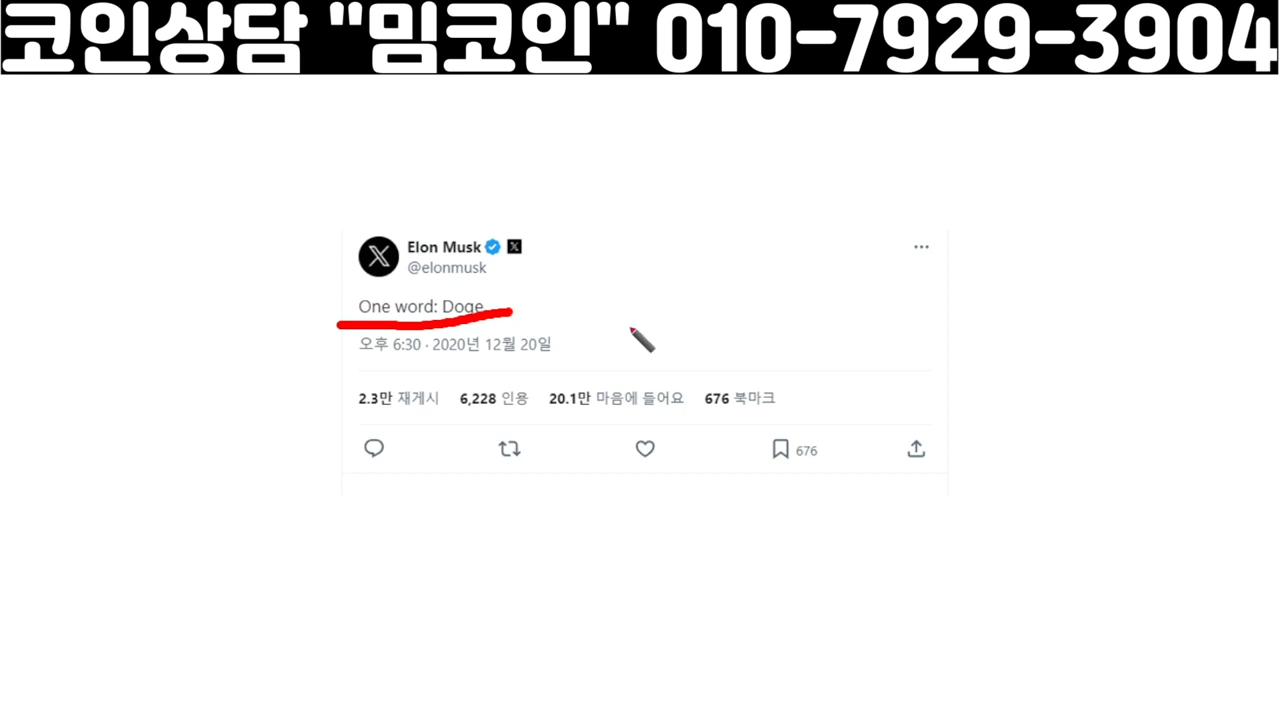 코인상담 "밈코인" 010-7929-3904
Elon Musk
@elonmusk
One word: Doge
오후 6:30 · 2020년 12월 20일
2.3만 재게시 6,228 인용 20.1만 마음에 들어요 676 북마크
676